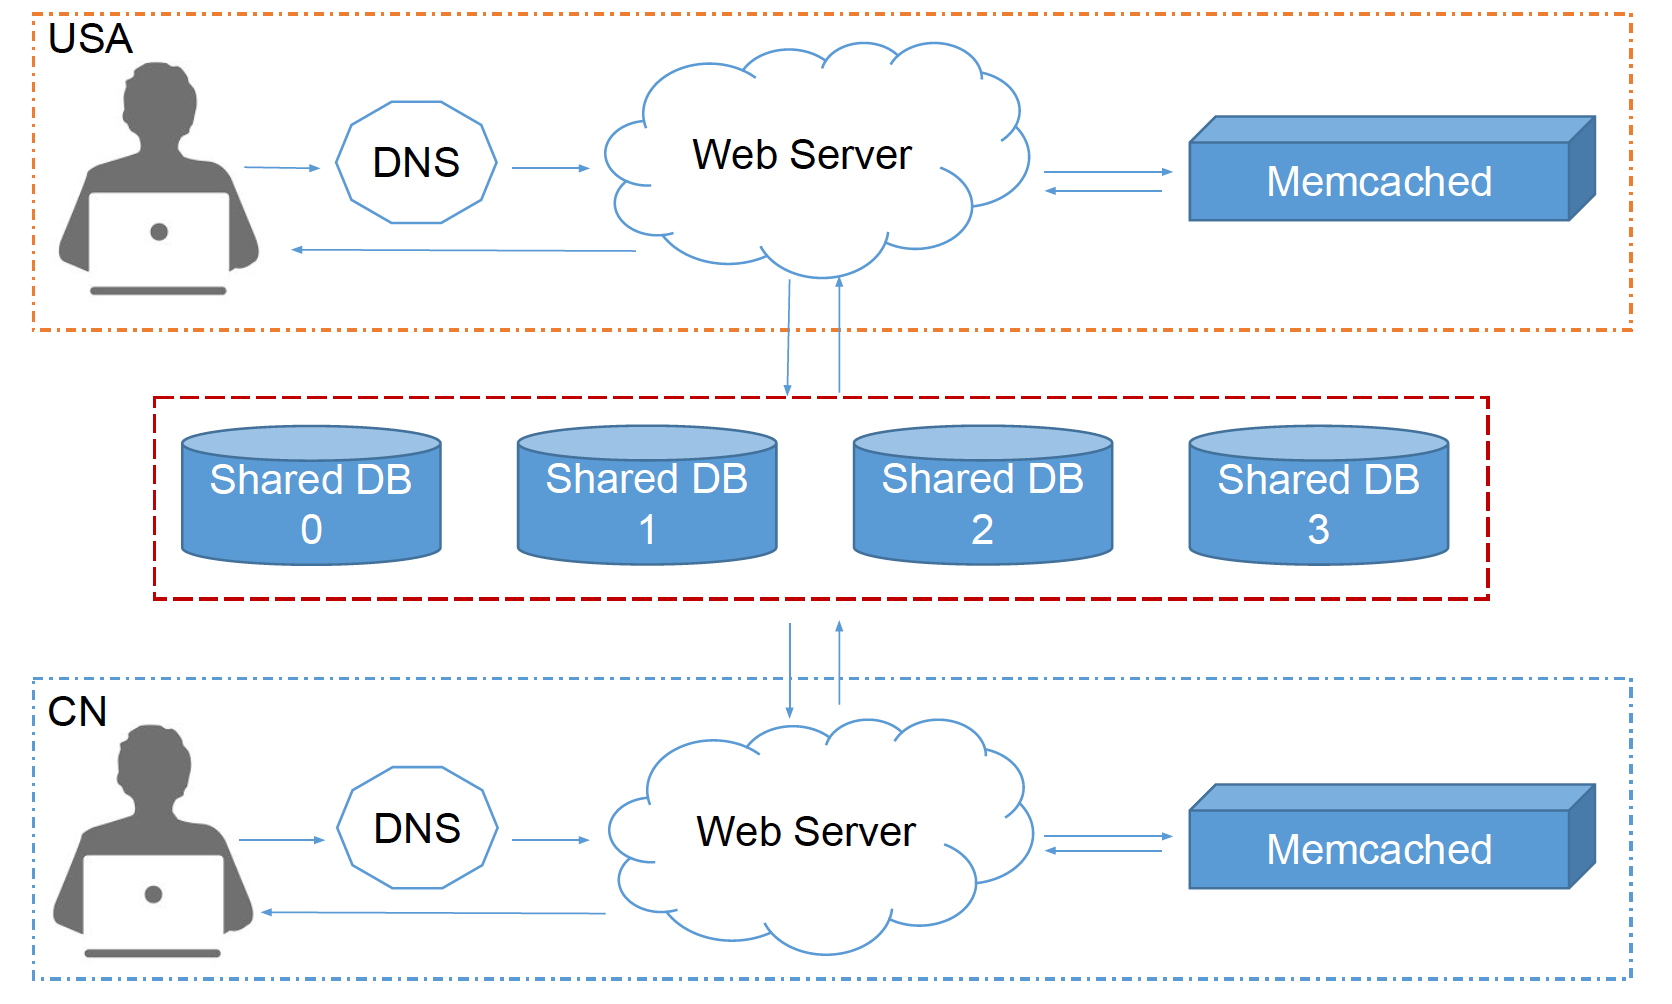 USA
DNS
Web Server
Memcached
Shared DB
0
Shared DB
1
Shared DB
2
Shared DB
3
CN
DNS
Web Server
Memcached